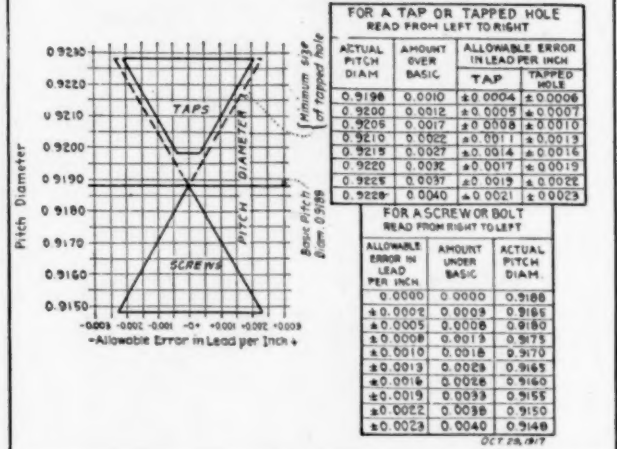 FOR A TAP OR TAPPED HOLE
READ FROM LEFT TO RIGHT
ACTUAL PITCH DIAM
AMOUNT OVER BASIC
ALLOWABLE ERROR IN LEAD PER INCH
TAP
TAPPED HOLE
0.9198 0.0010 ±0.0004 ±0.0006
0.9200 0.0012 ±0.0005 ±0.0007
0.9205 0.0017 ±0.0008 ±0.0010
0.9210 0.0022 ±0.0011 ±0.0013
0.9215 0.0027 ±0.0014 ±0.0016
0.9220 0.0032 ±0.0017 ±0.0019
0.9225 0.0037 ±0.0019 ±0.0022
0.9228 0.0040 ±0.0021 ±0.0023
FOR A SCREW OR BOLT
READ FROM RIGHT TO LEFT
ALLOWABLE ERROR IN LEAD PER INCH
AMOUNT UNDER BASIC
ACTUAL PITCH DIAM.
0.0000 0.0000 0.9188
±0.0002 0.0003 0.9185
±0.0005 0.0008 0.9180
±0.0008 0.0013 0.9175
±0.0010 0.0018 0.9170
±0.0013 0.0023 0.9165
±0.0016 0.0028 0.9160
±0.0019 0.0033 0.9155
±0.0022 0.0038 0.9150
±0.0023 0.0040 0.9148
OCT 29, 1917
Pitch Diameter
0.9230
0.9220
0.9210
0.9200
0.9190
0.9180
0.9170
0.9160
0.9150
-0.003 -0.002 -0.001 -0+ +0.001 +0.002 +0.003
-Allowable Error in Lead per Inch+
TAPS
SCREWS
PITCH DIAMETER
Minimum size
of tapped hole
Basic Pitch
Diam.